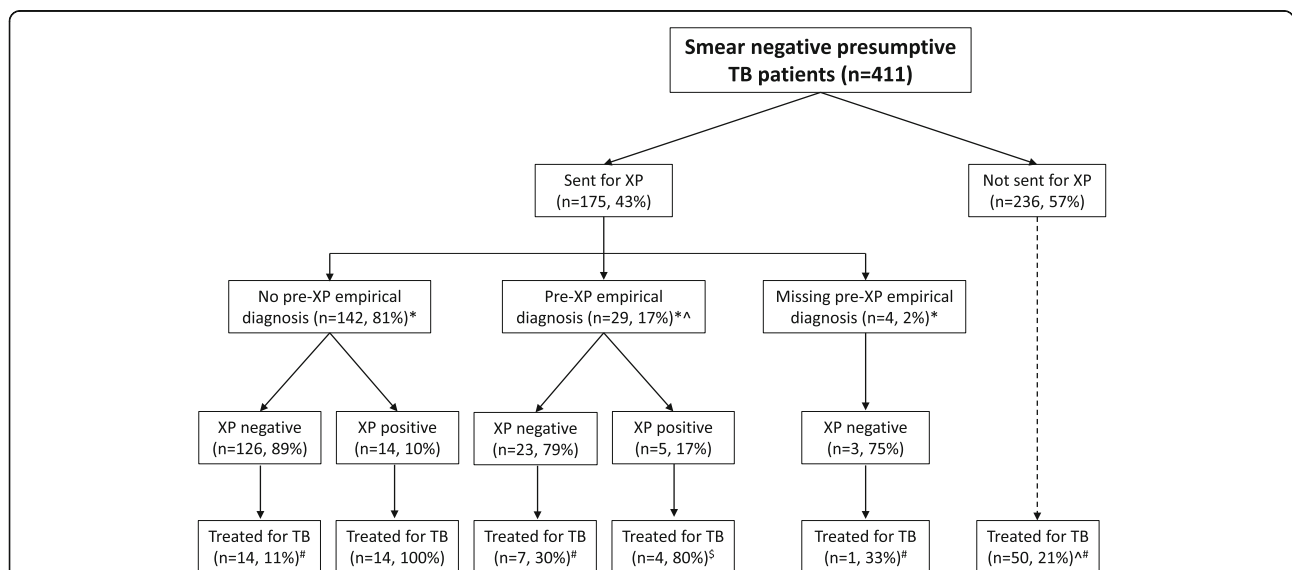 Smear negative presumptive
TB patients (n=411)
Sent for XP
(n=175, 43%)
Not sent for XP
(n=236, 57%)
No pre-XP empirical
diagnosis (n=142, 81%)*
Pre-XP empirical
diagnosis (n=29, 17%)*^
Missing pre-XP empirical
diagnosis (n=4, 2%)*
XP negative
(n=126, 89%)
XP positive
(n=14, 10%)
XP negative
(n=23, 79%)
XP positive
(n=5, 17%)
XP negative
(n=3, 75%)
Treated for TB
(n=14, 11%)#
Treated for TB
(n=14, 100%)
Treated for TB
(n=7, 30%)#
Treated for TB
(n=4, 80%)$
Treated for TB
(n=1, 33%)#
Treated for TB
(n=50, 21%)^#